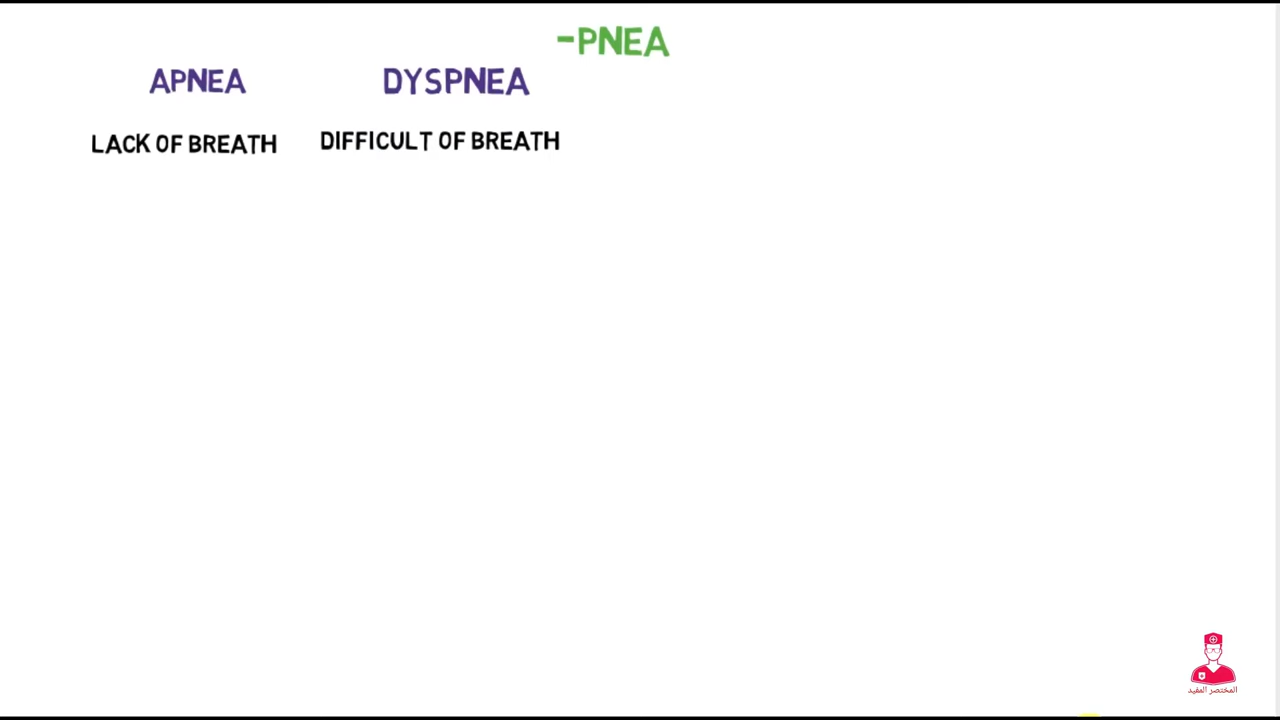 -PNEA
APNEA DYSPNEA
LACK OF BREATH DIFFICULT OF BREATH
المختصر المفيد